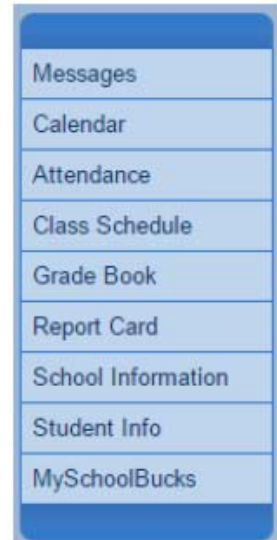 Messages
Calendar
Attendance
Class Schedule
Grade Book
Report Card
School Information
Student Info
MySchoolBucks